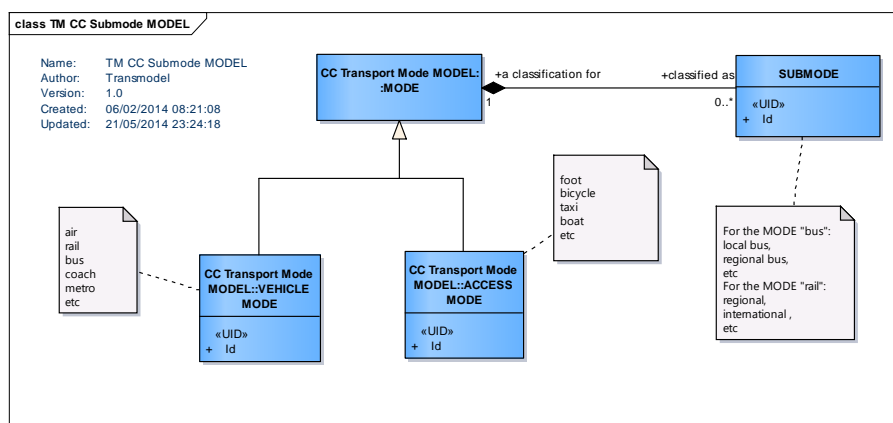 class TM CC Submode MODEL
Name: TM CC Submode MODEL
Author: Transmodel
Version: 1.0
Created: 06/02/2014 08:21:08
Updated: 21/05/2014 23:24:18
CC Transport Mode MODEL:
:MODE
+a classification for
+classified as
1
0..*
SUBMODE
«UID»
+ Id
foot
bicycle
taxi
boat
etc
air
rail
bus
coach
metro
etc
CC Transport Mode
MODEL::VEHICLE
MODE
«UID»
+ Id
CC Transport Mode
MODEL::ACCESS
MODE
«UID»
+ Id
For the MODE "bus":
local bus,
regional bus,
etc
For the MODE "rail":
regional,
international ,
etc